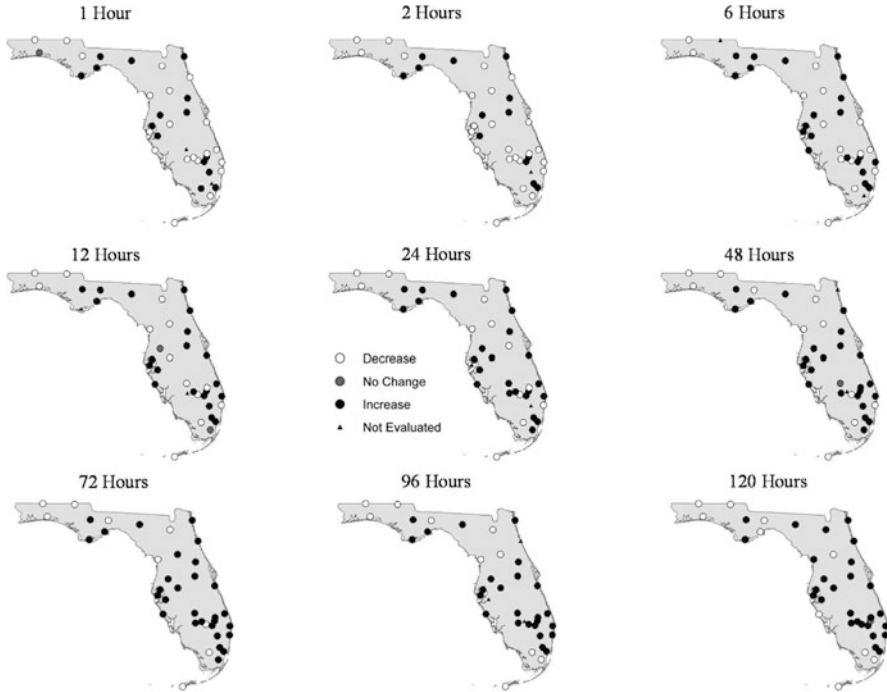 1 Hour
2 Hours
6 Hours
12 Hours
24 Hours
48 Hours
Decrease
No Change
Increase
Not Evaluated
72 Hours
96 Hours
120 Hours